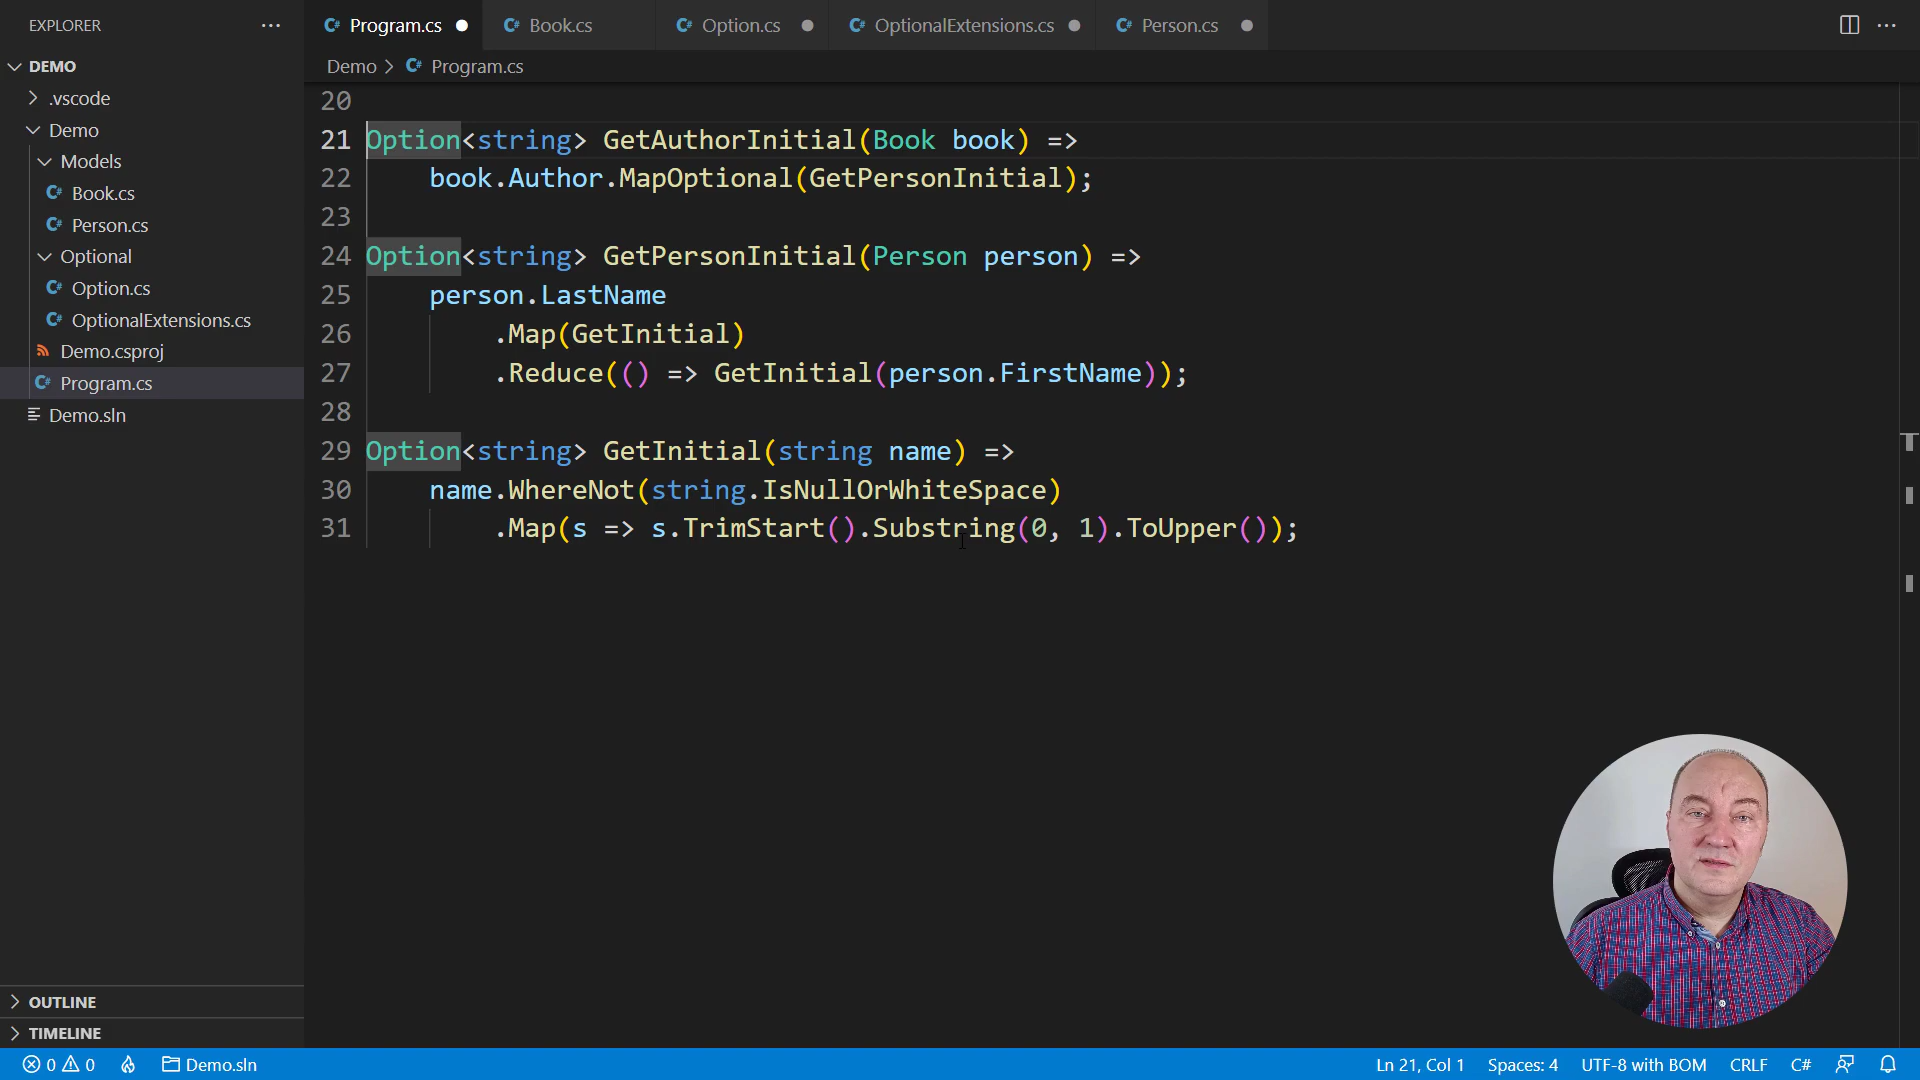 EXPLORER
DEMO
.vscode
Demo
Models
Book.cs
Person.cs
Optional
Option.cs
OptionalExtensions.cs
Demo.csproj
Program.cs
Demo.sln
OUTLINE
TIMELINE
Program.cs Book.cs Option.cs OptionalExtensions.cs Person.cs
Demo > Program.cs
20
21 Option<string> GetAuthorInitial(Book book) =>
22     book.Author.MapOptional(GetPersonInitial);
23
24 Option<string> GetPersonInitial(Person person) =>
25     person.LastName
26         .Map(GetInitial)
27         .Reduce(() => GetInitial(person.FirstName));
28
29 Option<string> GetInitial(string name) =>
30     name.WhereNot(string.IsNullOrWhiteSpace)
31         .Map(s => s.TrimStart().Substring(0, 1).ToUpper());
0 0 Demo.sln Ln 21, Col 1 Spaces: 4 UTF-8 with BOM CRLF C#